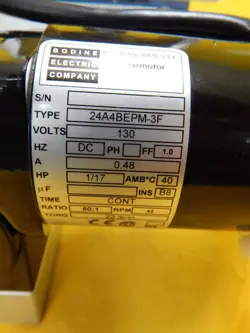 BODINE
ELECTRIC
COMPANY
S/N
TYPE 24A4BEPM-3F
VOLTS 130
HZ DC PH FF 1.0
A 0.48
HP 1/17 AMB°C 40
µF INS B8
TIME CONT
RATIO 60:1 RPM 42